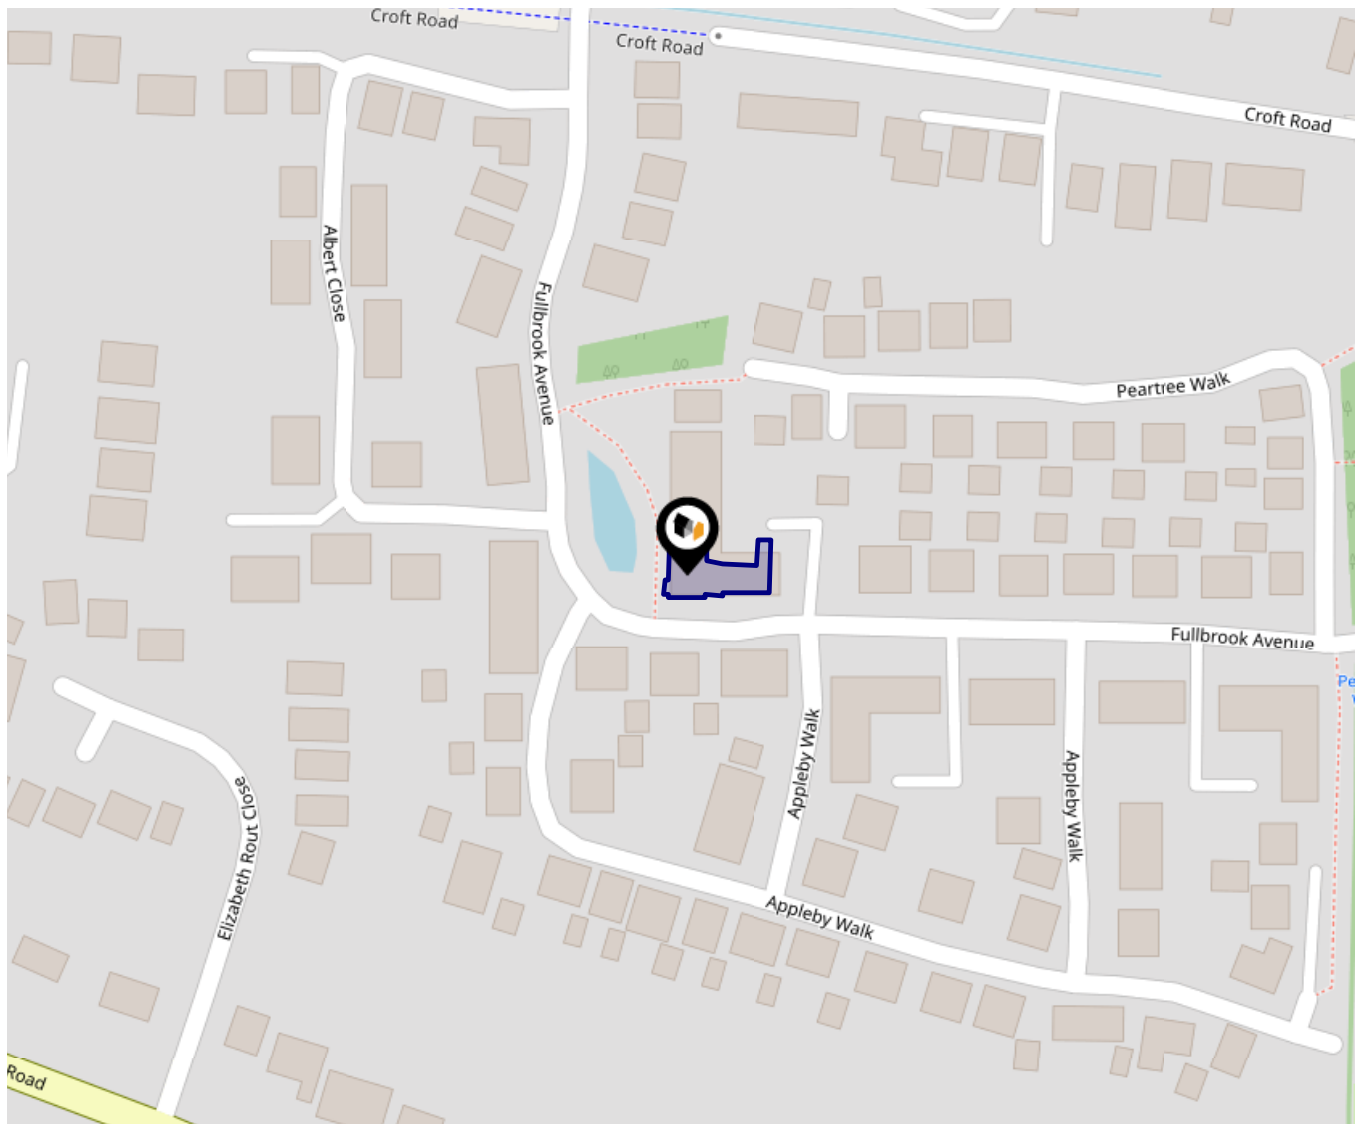 Croft Road
Croft Road
Croft Road
Albert Close
Fullbrook Avenue
Peartree Walk
Fullbrook Avenue
Pe
Appleby Walk
Appleby Walk
Elizabeth Rout Close
Appleby Walk
Road